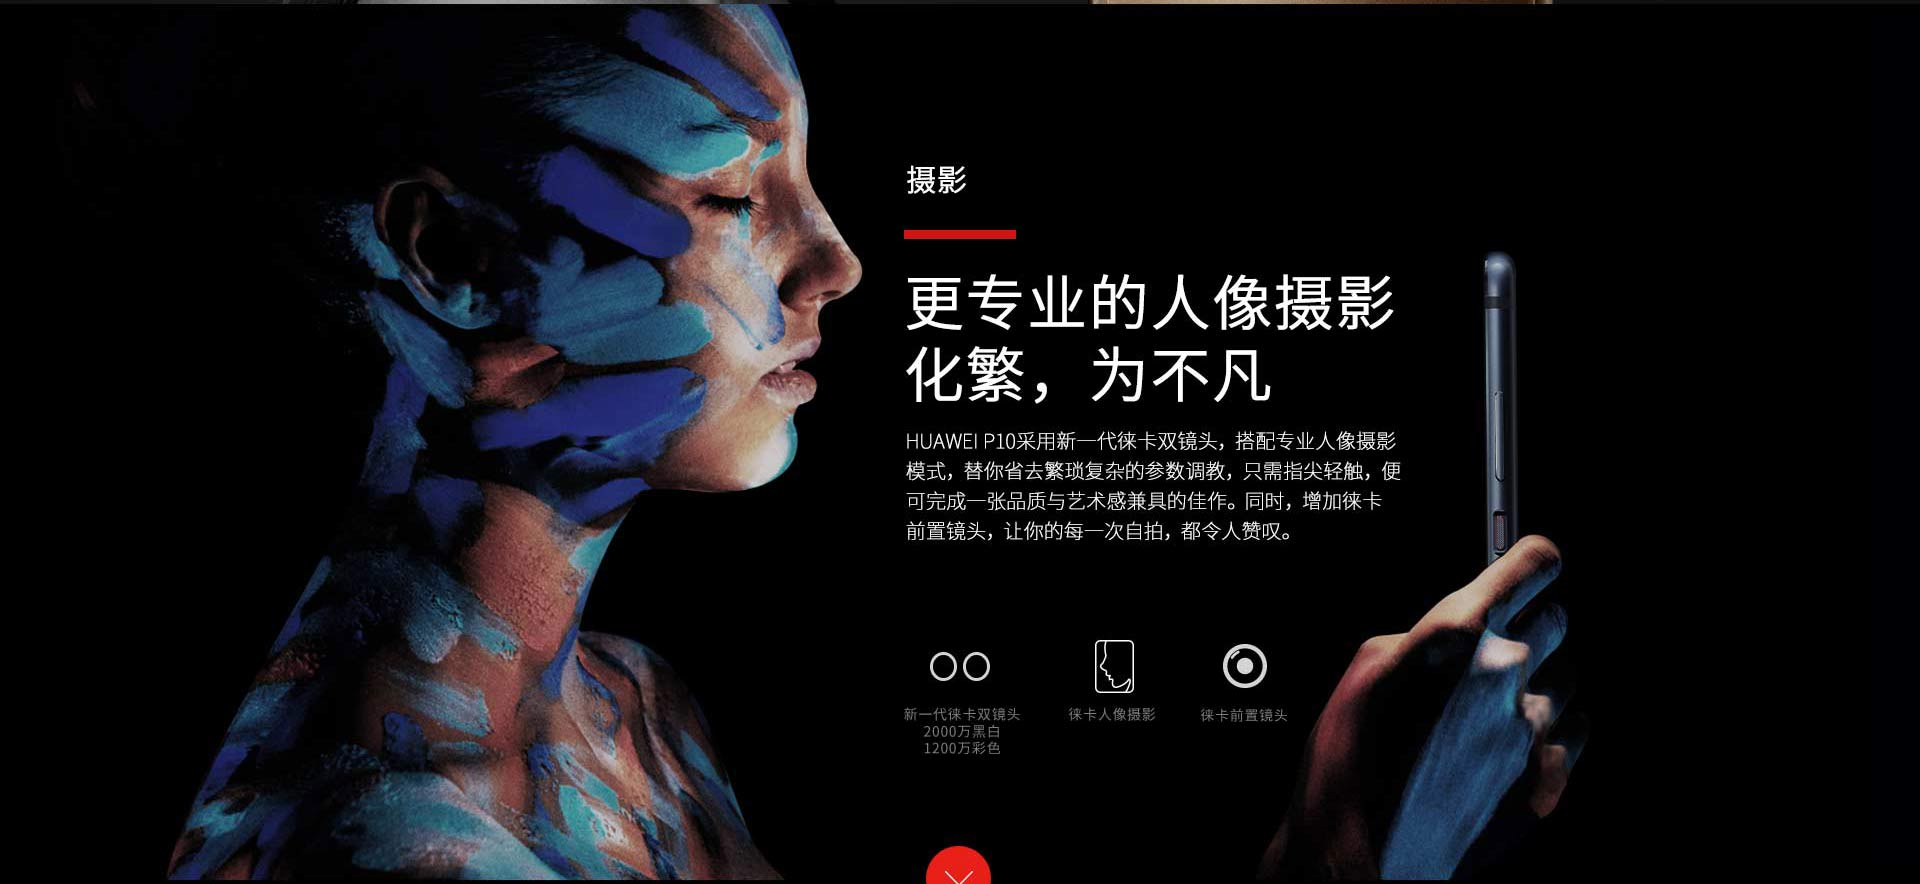 摄影
更专业的人像摄影
化繁，为不凡
HUAWEI P10采用新一代徕卡双镜头，搭配专业人像摄影
模式，替你省去繁琐复杂的参数调教，只需指尖轻触，便
可完成一张品质与艺术感兼具的佳作。同时，增加徕卡
前置镜头，让你的每一次自拍，都令人赞叹。
新一代徕卡双镜头
2000万黑白
1200万彩色
徕卡人像摄影
徕卡前置镜头